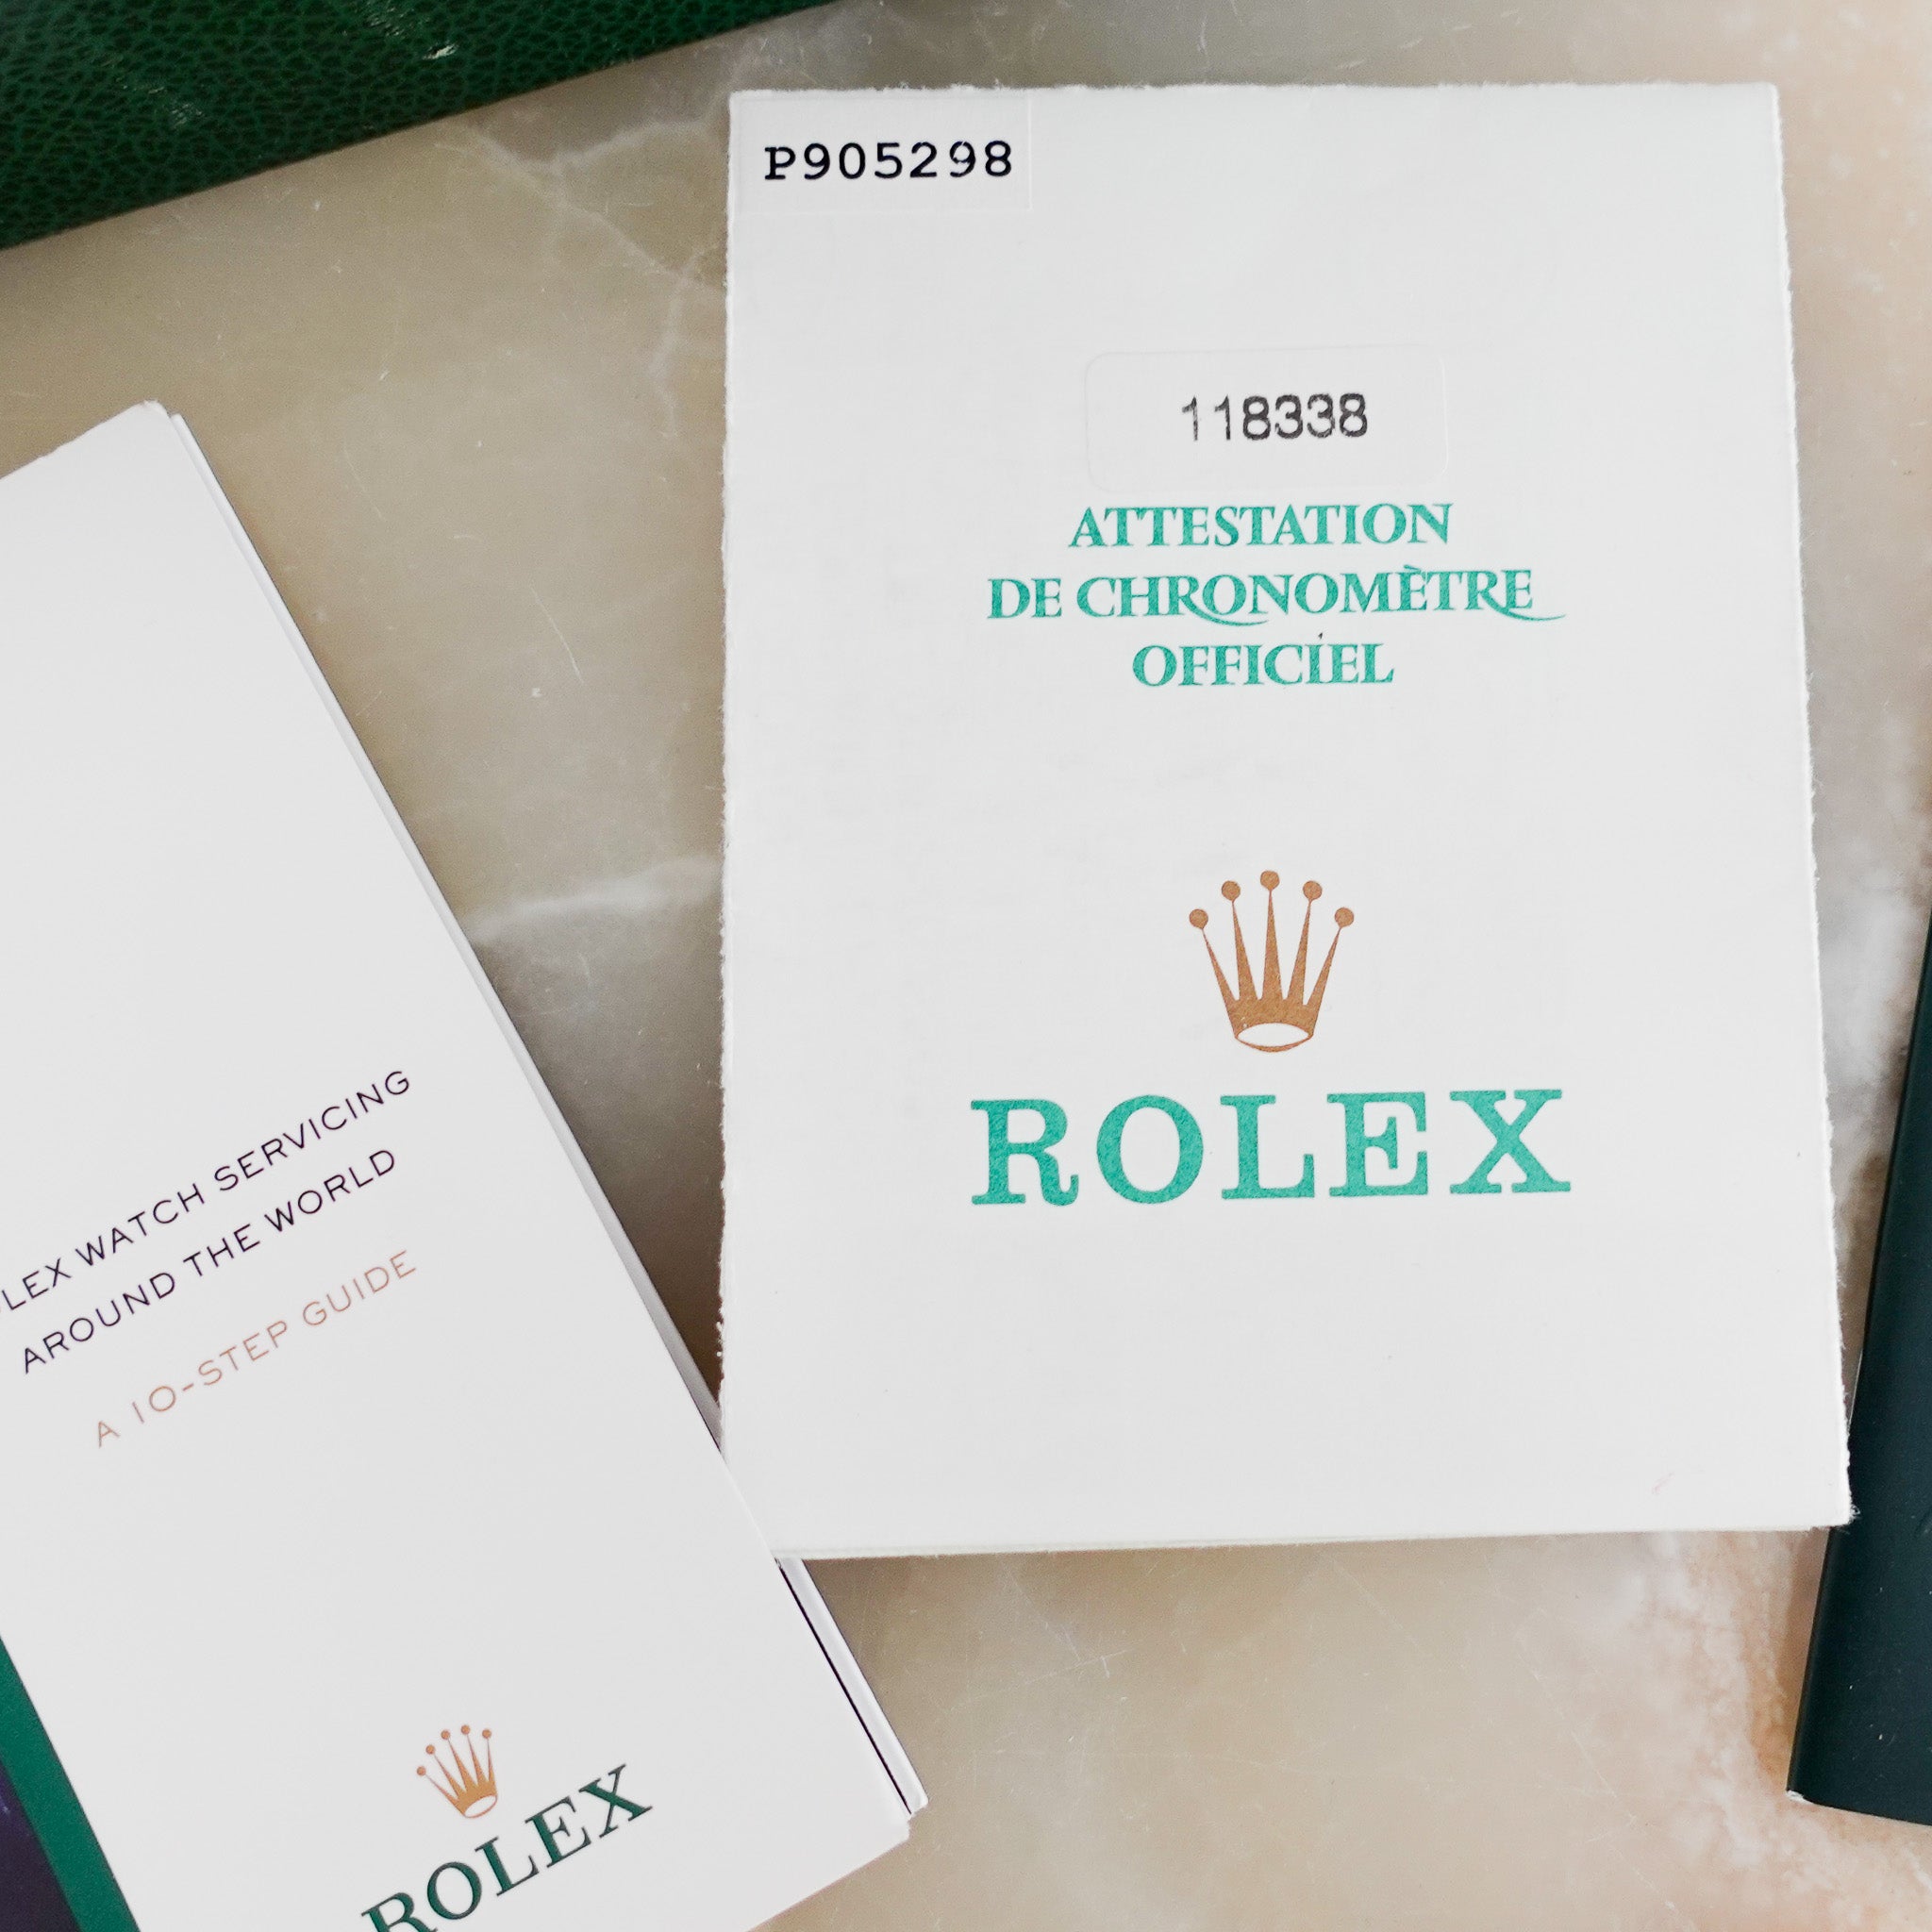 P905298
118338
ATTESTATION
DE CHRONOMÈTRE
OFFICIEL
ROLEX
LEX WATCH SERVICING
AROUND THE WORLD
A 10-STEP GUIDE
ROLEX